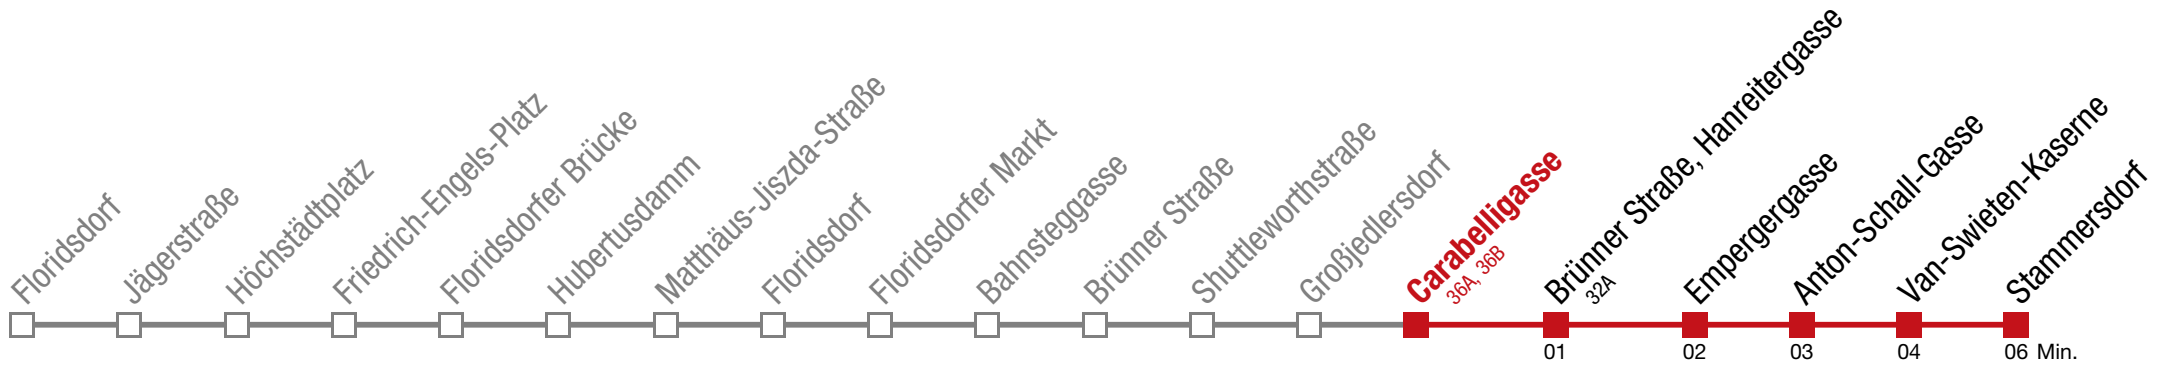 Floridsdorf
Jägerstraße
Höchstädtplatz
Friedrich-Engels-Platz
Floridsdorfer Brücke
Hubertusdamm
Matthäus-Jiszda-Straße
Floridsdorf
Floridsdorfer Markt
Bahnsteggasse
Brünner Straße
Shuttleworthstraße
Großjedlersdorf
Carabelligasse
36A, 36B
Brünner Straße, Hanreitergasse
32A
Empergergasse
Anton-Schall-Gasse
Van-Swieten-Kaserne
Stammersdorf
01 02 03 04 06 Min.